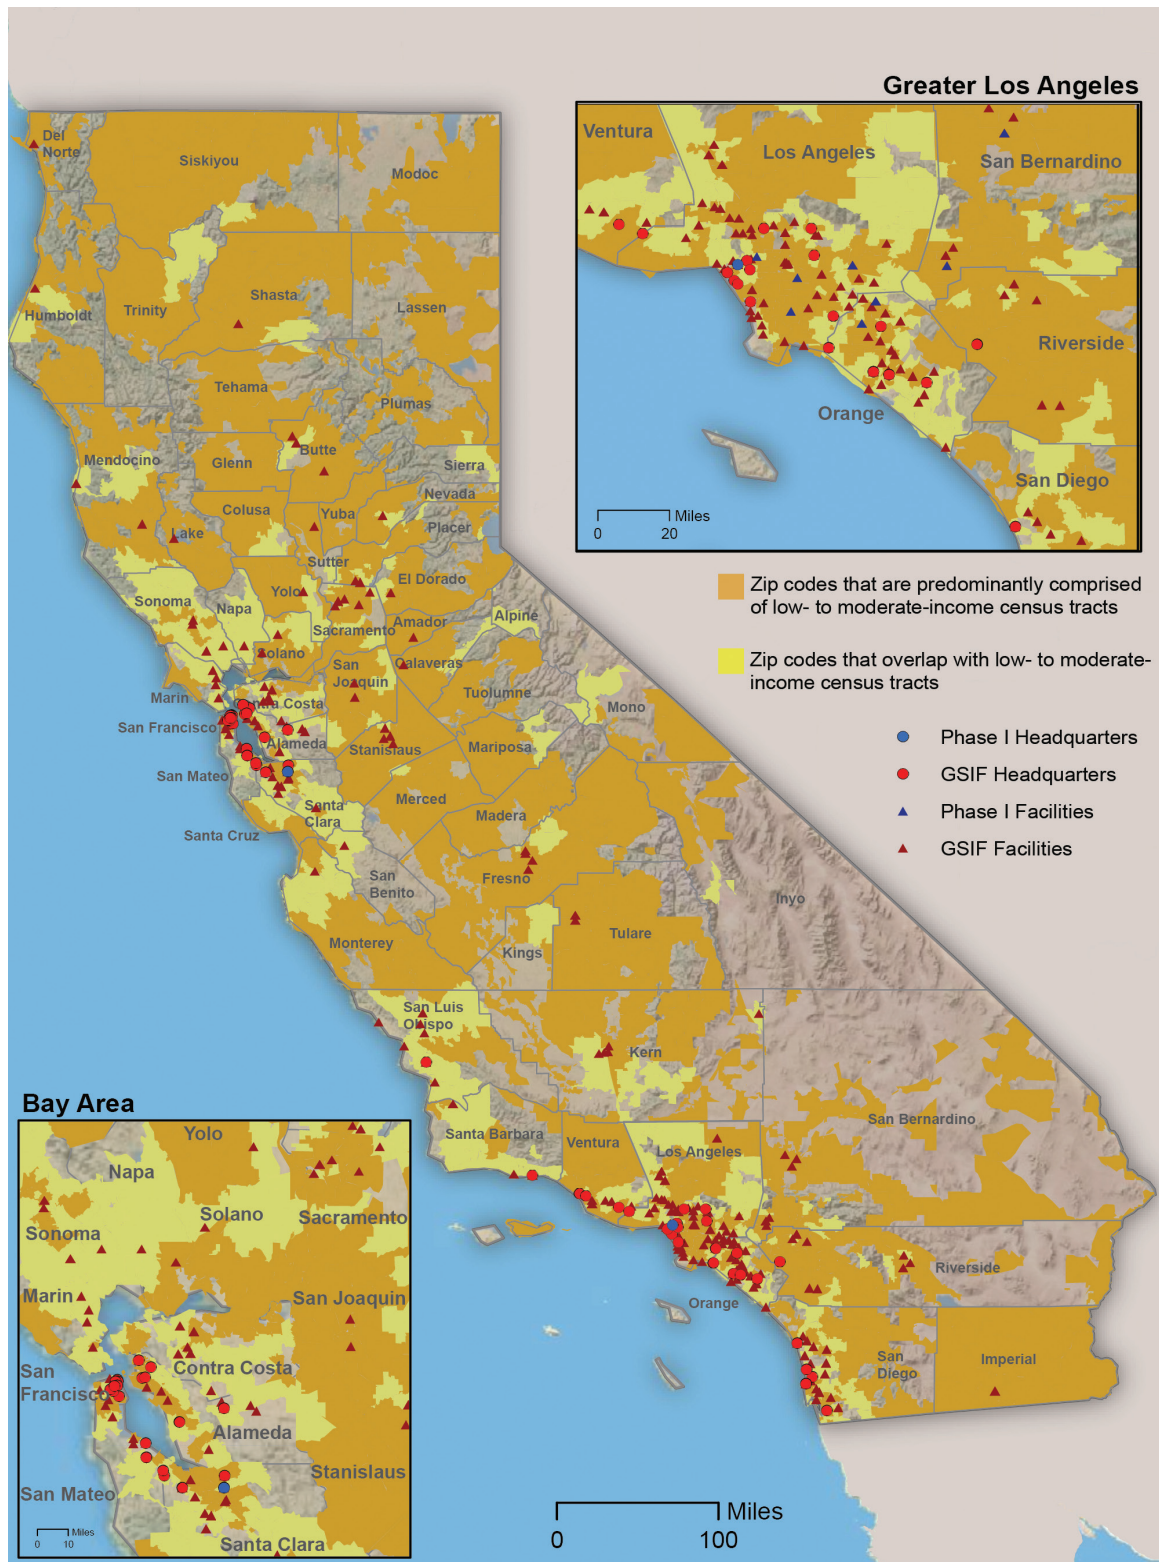 Greater Los Angeles
Ventura
Los Angeles
San Bernardino
Riverside
Orange
San Diego
Miles
0 20
Zip codes that are predominantly comprised
of low- to moderate-income census tracts
Zip codes that overlap with low- to moderate-
income census tracts
Phase I Headquarters
GSIF Headquarters
Phase I Facilities
GSIF Facilities
Del
Norte
Siskiyou
Modoc
Humboldt
Trinity
Shasta
Lassen
Tehama
Plumas
Mendocino
Glenn
Butte
Sierra
Nevada
Colusa
Yuba
Placer
Lake
Sutter
El Dorado
Yolo
Sonoma
Napa
Sacramento
Amador
Alpine
Solano
San
Joaquin
Calaveras
Marin
Contra Costa
Tuolumne
Mono
San Francisco
Alameda
Stanislaus
Mariposa
San Mateo
Santa
Clara
Merced
Madera
Santa Cruz
San
Benito
Fresno
Inyo
Monterey
Kings
Tulare
San Luis
Obispo
Kern
San Bernardino
Santa Barbara
Ventura
Los Angeles
Riverside
Orange
San
Diego
Imperial
Bay Area
Yolo
Napa
Solano
Sacramento
Sonoma
Marin
San Joaquin
Contra Costa
San
Francisco
Alameda
Stanislaus
San Mateo
Santa Clara
Miles
0 10
Miles
0 100